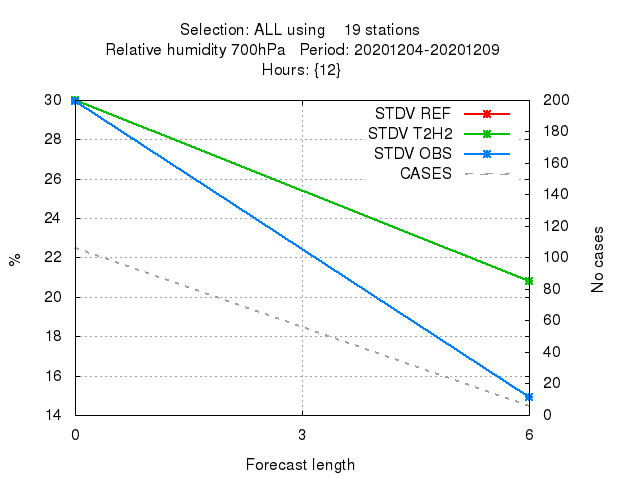 Selection: ALL using 19 stations
Relative humidity 700hPa Period: 20201204-20201209
Hours: {12}
STDV REF
STDV T2H2
STDV OBS
CASES
30
28
26
24
22
20
18
16
14
%
200
180
160
140
120
100
80
60
40
20
0
No cases
0 3 6
Forecast length